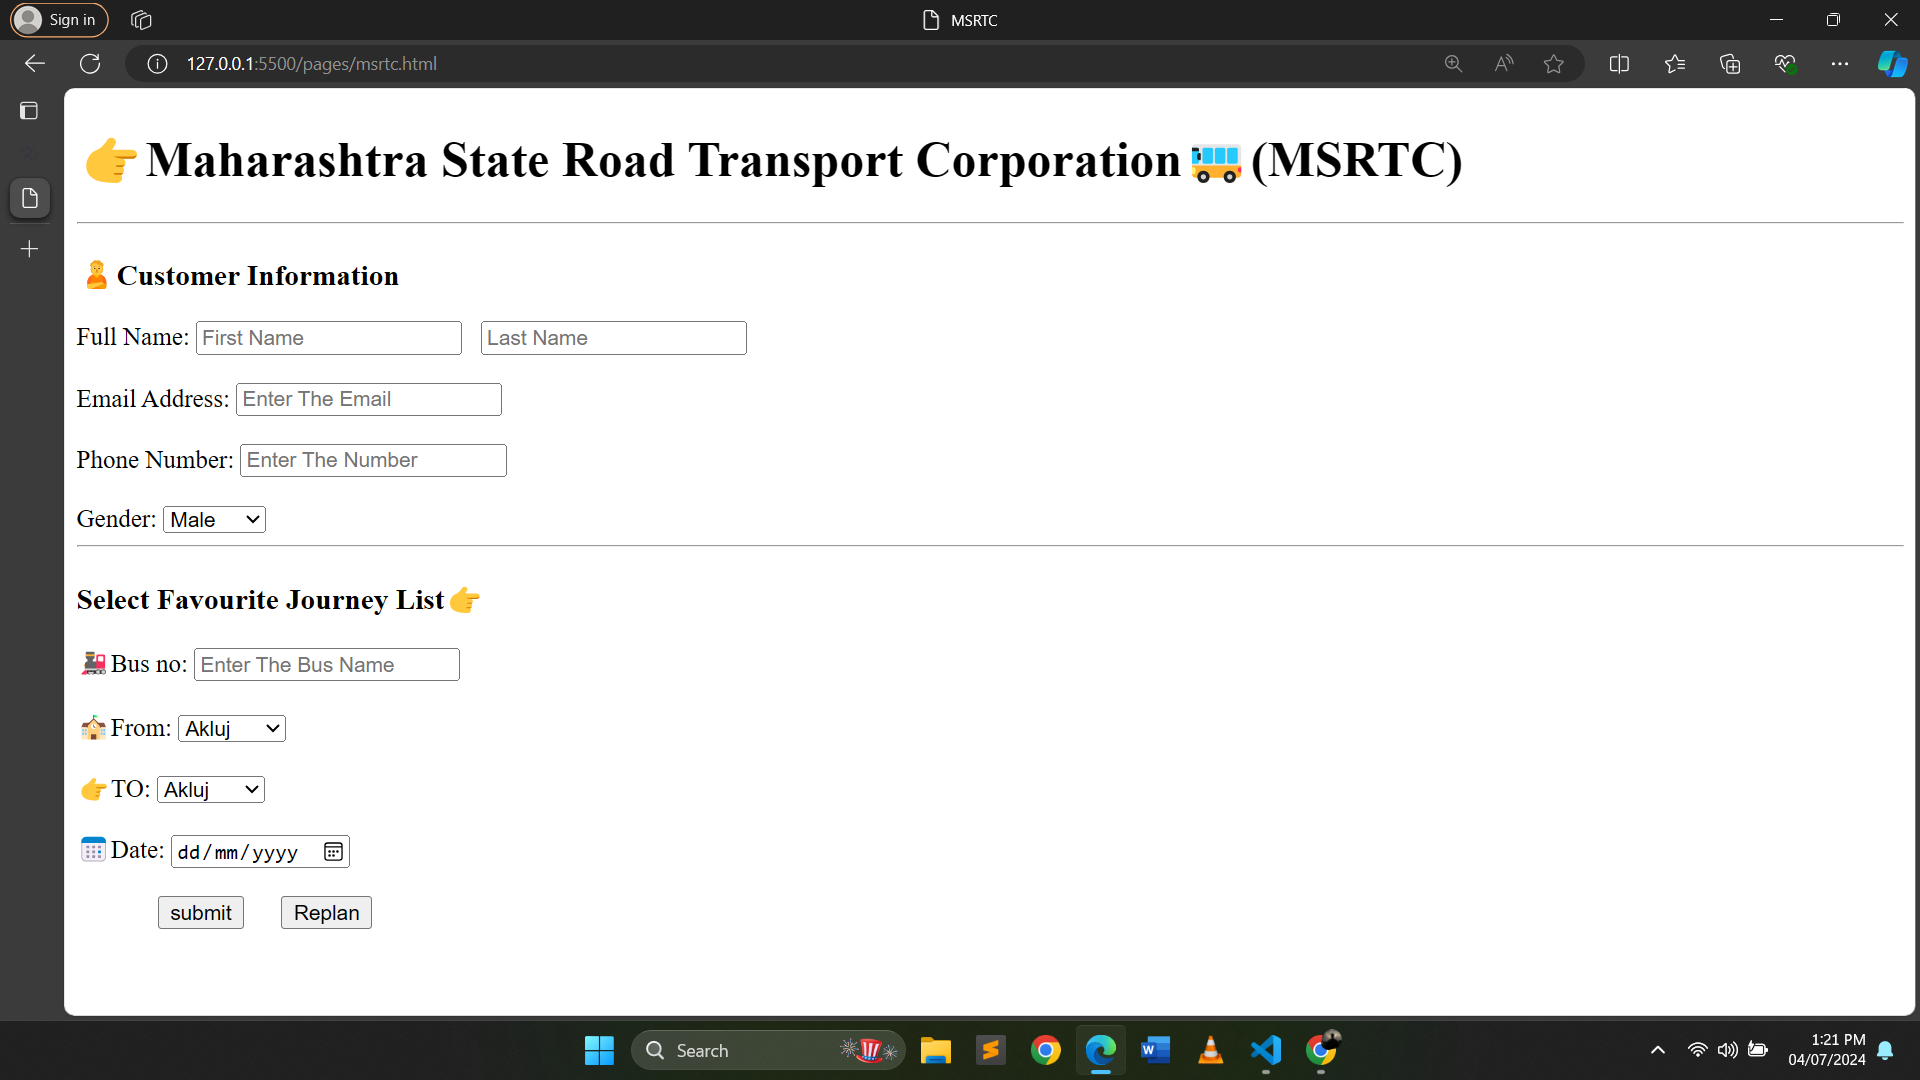 Sign in
MSRTC
127.0.0.1:5500/pages/msrtc.html
👉Maharashtra State Road Transport Corporation🚌(MSRTC)
Customer Information
Full Name: First Name Last Name
Email Address: Enter The Email
Phone Number: Enter The Number
Gender: Male
Select Favourite Journey List👉
🚂Bus no: Enter The Bus Name
🏫From: Akluj
👉TO: Akluj
📅Date: dd/mm/yyyy
submit Replan
Search
1:21 PM
04/07/2024